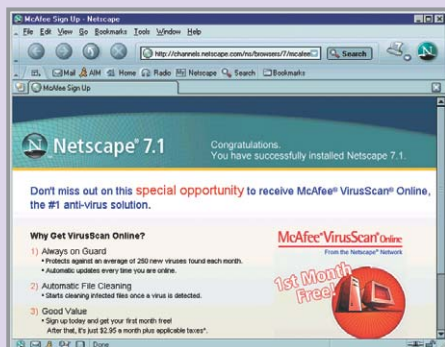 McAfee Sign Up - Netscape
File Edit View Go Bookmarks Tools Window Help
http://channels.netscape.com/ns/browsers/7/mcafee Search
Mail AIM Home Radio Netscape Search Bookmarks
McAfee Sign Up
N Netscape® 7.1
Congratulations.
You have successfully installed Netscape 7.1.
Don't miss out on this special opportunity to receive McAfee® VirusScan® Online,
the #1 anti-virus solution.
Why Get VirusScan Online?
1) Always on Guard
• Protects against an average of 250 new viruses found each month.
• Automatic updates every time you are online.
2) Automatic File Cleaning
• Starts cleaning infected files once a virus is detected.
3) Good Value
• Sign up today and get your first month free!
After that, it's just $2.95 a month plus applicable taxes*.
McAfee® VirusScan® Online
From the Netscape® Network
1st Month
Free!
Done